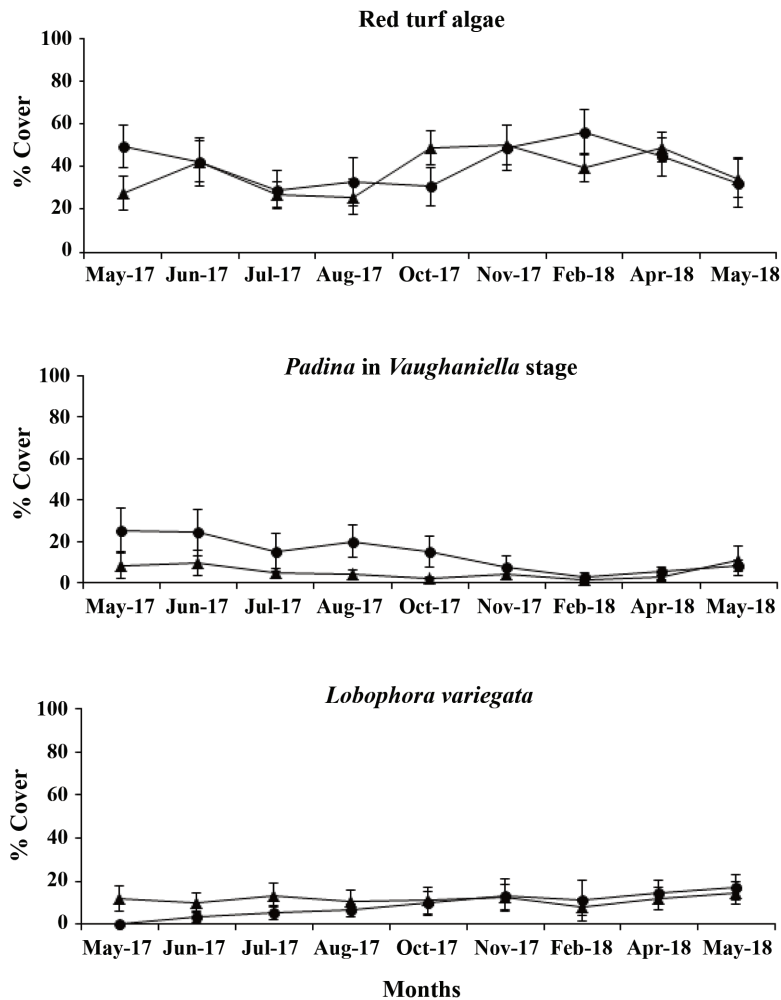 Red turf algae
% Cover
100
80
60
40
20
0
May-17 Jun-17 Jul-17 Aug-17 Oct-17 Nov-17 Feb-18 Apr-18 May-18
Padina in Vaughaniella stage
% Cover
100
80
60
40
20
0
May-17 Jun-17 Jul-17 Aug-17 Oct-17 Nov-17 Feb-18 Apr-18 May-18
Lobophora variegata
% Cover
100
80
60
40
20
0
May-17 Jun-17 Jul-17 Aug-17 Oct-17 Nov-17 Feb-18 Apr-18 May-18
Months